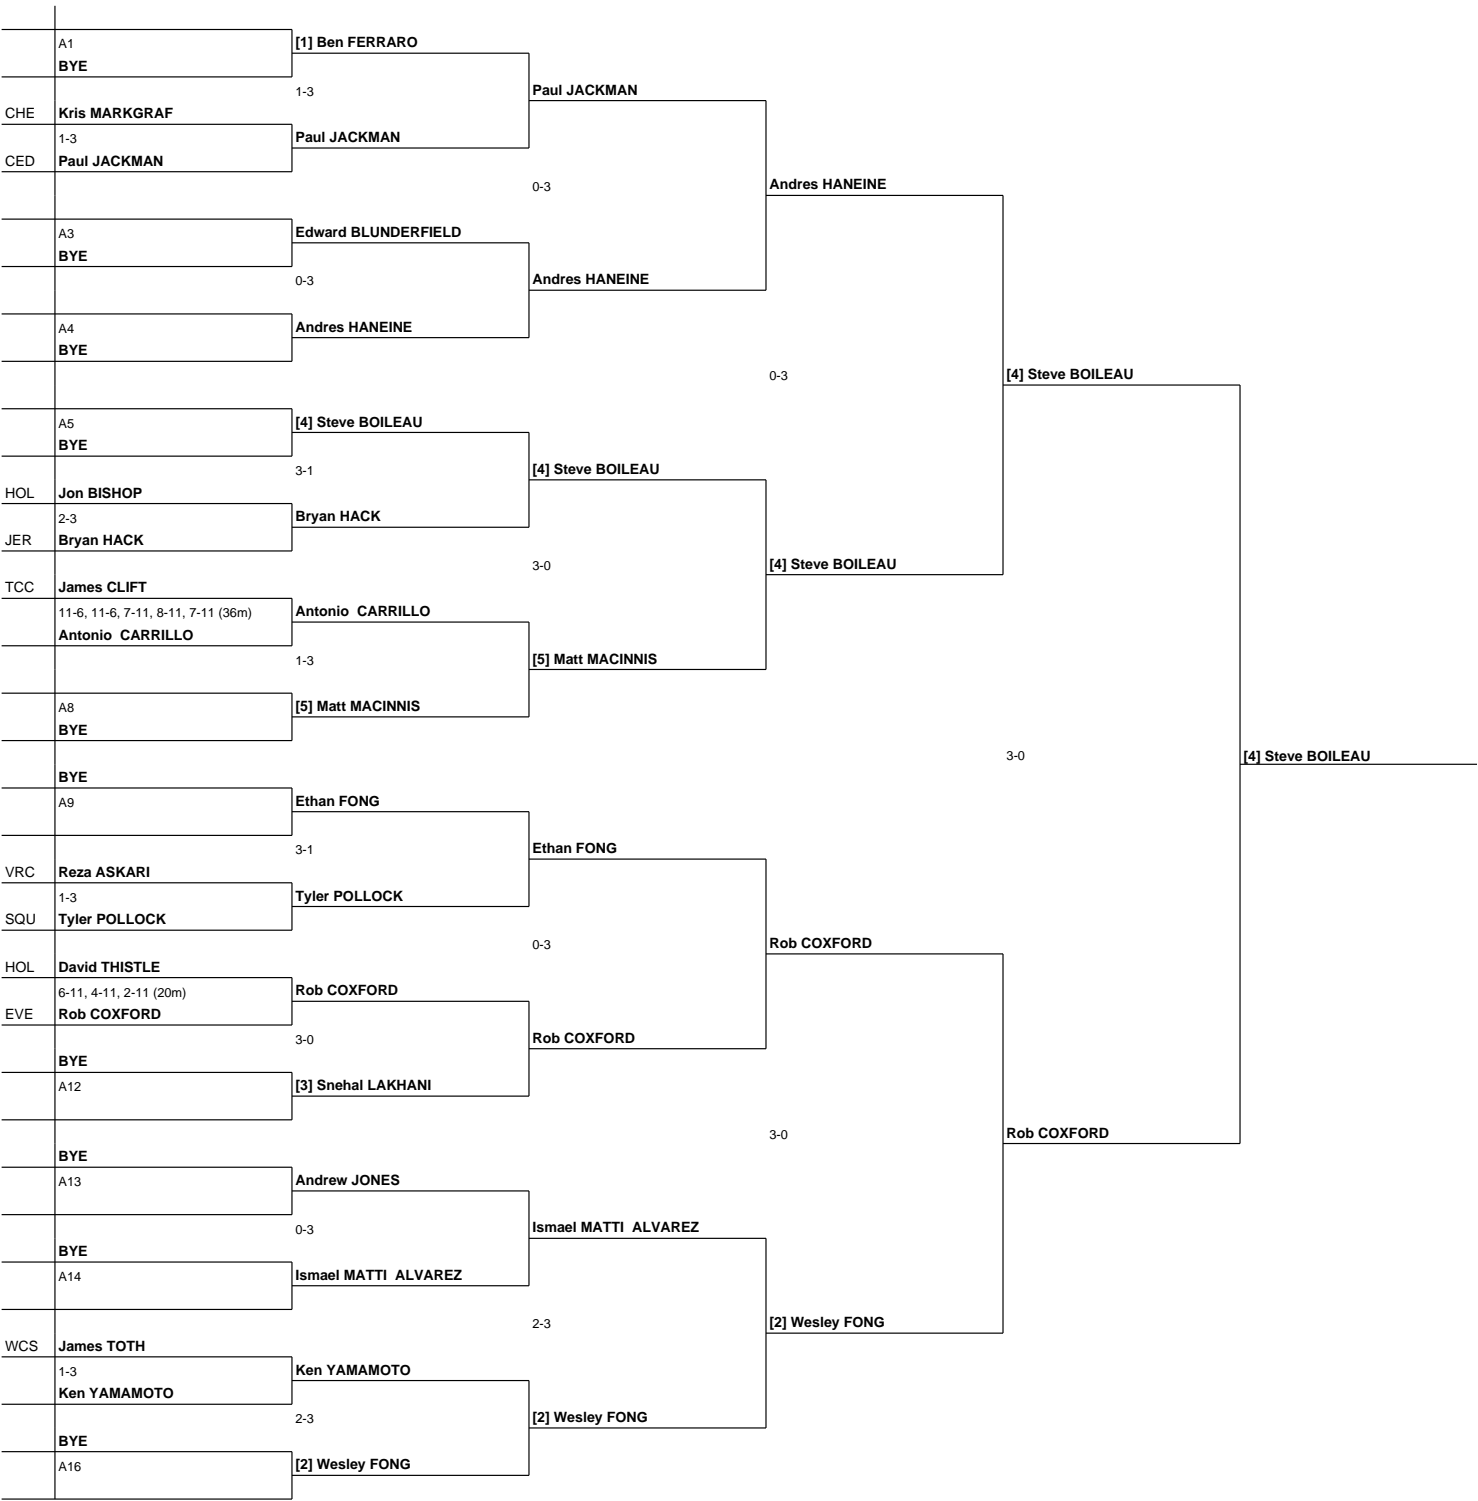 A1
[1] Ben FERRARO
BYE
1-3
Paul JACKMAN
CHE Kris MARKGRAF
1-3
Paul JACKMAN
CED Paul JACKMAN
0-3
Andres HANEINE
A3
Edward BLUNDERFIELD
BYE
0-3
Andres HANEINE
A4
Andres HANEINE
BYE
0-3
[4] Steve BOILEAU
A5
[4] Steve BOILEAU
BYE
3-1
[4] Steve BOILEAU
HOL Jon BISHOP
2-3
Bryan HACK
JER Bryan HACK
3-0
[4] Steve BOILEAU
TCC James CLIFT
11-6, 11-6, 7-11, 8-11, 7-11 (36m)
Antonio CARRILLO
Antonio CARRILLO
1-3
[5] Matt MACINNIS
A8
[5] Matt MACINNIS
BYE
3-0
[4] Steve BOILEAU
BYE
A9
Ethan FONG
3-1
Ethan FONG
VRC Reza ASKARI
1-3
Tyler POLLOCK
SQU Tyler POLLOCK
0-3
Rob COXFORD
HOL David THISTLE
6-11, 4-11, 2-11 (20m)
Rob COXFORD
EVE Rob COXFORD
3-0
Rob COXFORD
BYE
A12
[3] Snehal LAKHANI
3-0
Rob COXFORD
BYE
A13
Andrew JONES
0-3
Ismael MATTI ALVAREZ
BYE
A14
Ismael MATTI ALVAREZ
2-3
[2] Wesley FONG
WCS James TOTH
1-3
Ken YAMAMOTO
Ken YAMAMOTO
2-3
[2] Wesley FONG
BYE
A16
[2] Wesley FONG